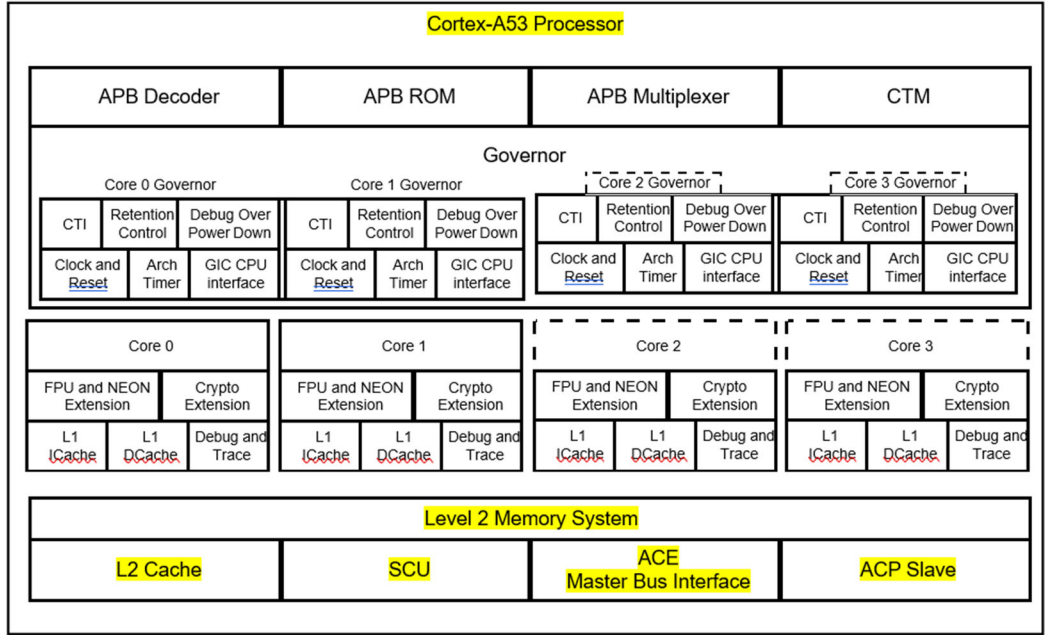 Cortex-A53 Processor
APB Decoder
APB ROM
APB Multiplexer
CTM
Governor
Core 0 Governor
Core 1 Governor
Core 2 Governor
Core 3 Governor
CTI
Retention
Control
Debug Over
Power Down
CTI
Retention
Control
Debug Over
Power Down
CTI
Retention
Control
Debug Over
Power Down
CTI
Retention
Control
Debug Over
Power Down
Clock and
Reset
Arch
Timer
GIC CPU
interface
Clock and
Reset
Arch
Timer
GIC CPU
interface
Clock and
Reset
Arch
Timer
GIC CPU
interface
Clock and
Reset
Arch
Timer
GIC CPU
interface
Core 0
Core 1
Core 2
Core 3
FPU and NEON
Extension
Crypto
Extension
FPU and NEON
Extension
Crypto
Extension
FPU and NEON
Extension
Crypto
Extension
FPU and NEON
Extension
Crypto
Extension
L1
ICache
L1
DCache
Debug and
Trace
L1
ICache
L1
DCache
Debug and
Trace
L1
ICache
L1
DCache
Debug and
Trace
L1
ICache
L1
DCache
Debug and
Trace
Level 2 Memory System
L2 Cache
SCU
ACE
Master Bus Interface
ACP Slave